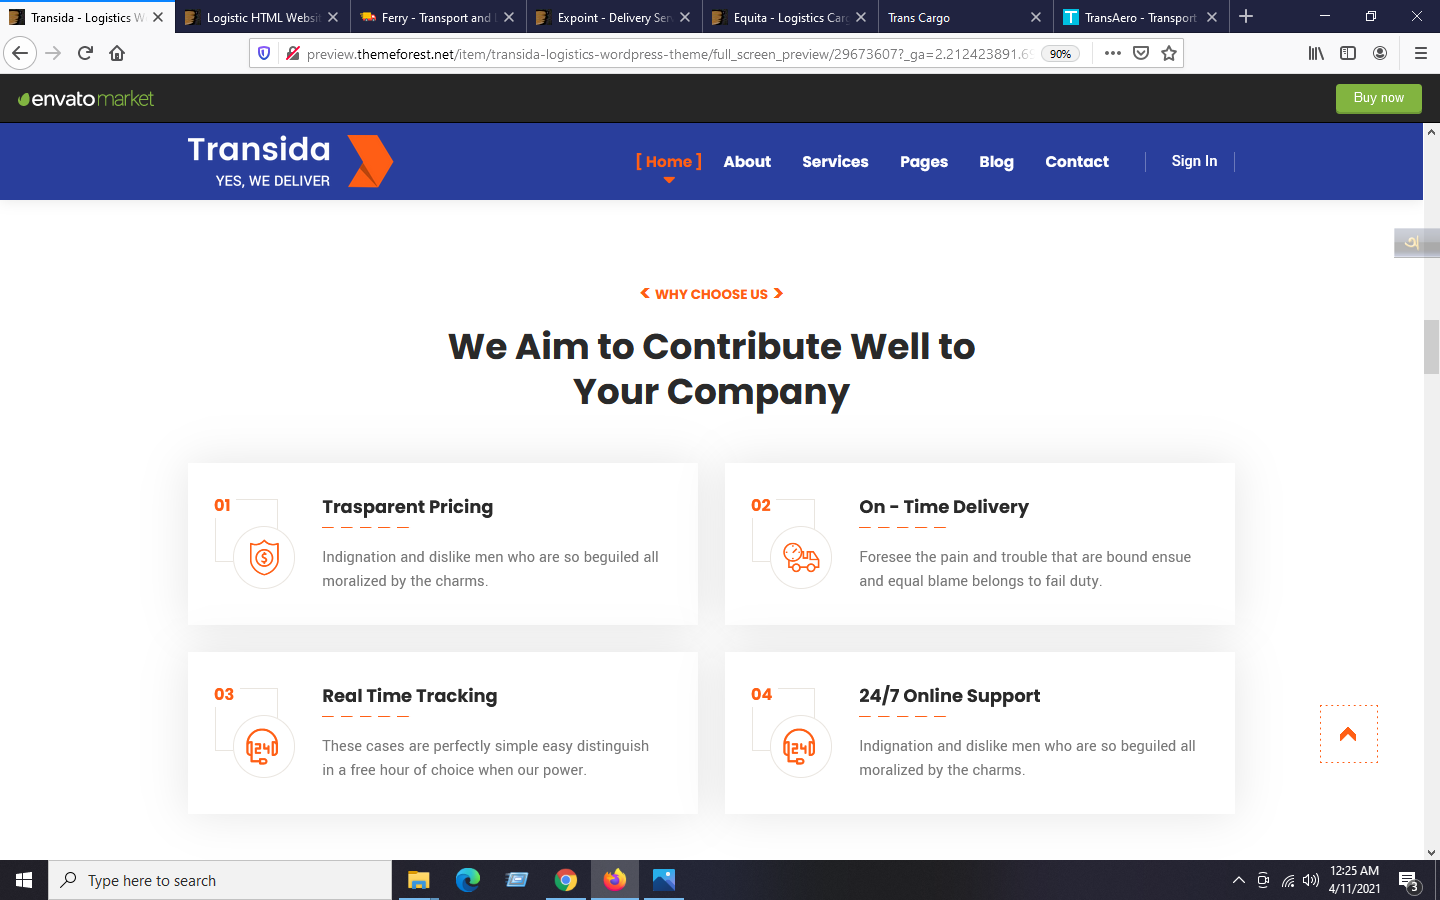 Transida - Logistics W
Logistic HTML Websit
Ferry - Transport and
Expoint - Delivery Ser
Equita - Logistics Car
Trans Cargo
TransAero - Transport
preview.themeforest.net/item/transida-logistics-wordpress-theme/full_screen_preview/29673607?_ga=2.212423891.69
90%
envatomarket
Buy now
Transida
YES, WE DELIVER
[ Home ]
About
Services
Pages
Blog
Contact
Sign In
অ
WHY CHOOSE US
We Aim to Contribute Well to
Your Company
01
Trasparent Pricing
Indignation and dislike men who are so beguiled all
moralized by the charms.
02
On - Time Delivery
Foresee the pain and trouble that are bound ensue
and equal blame belongs to fail duty.
03
24
Real Time Tracking
These cases are perfectly simple easy distinguish
in a free hour of choice when our power.
04
24
24/7 Online Support
Indignation and dislike men who are so beguiled all
moralized by the charms.
Type here to search
12:25 AM
4/11/2021
3